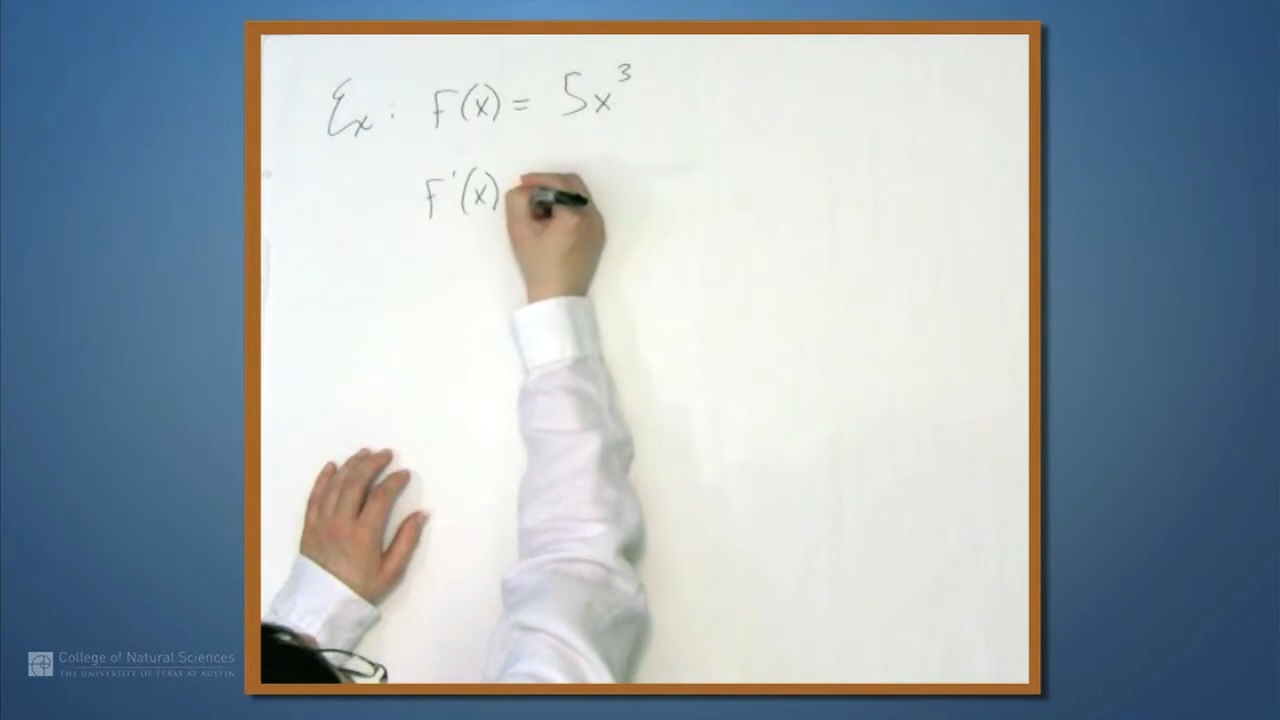 Ex: F(x) = 5x³
F'(x)
College of Natural Sciences
THE UNIVERSITY OF TEXAS AT AUSTIN